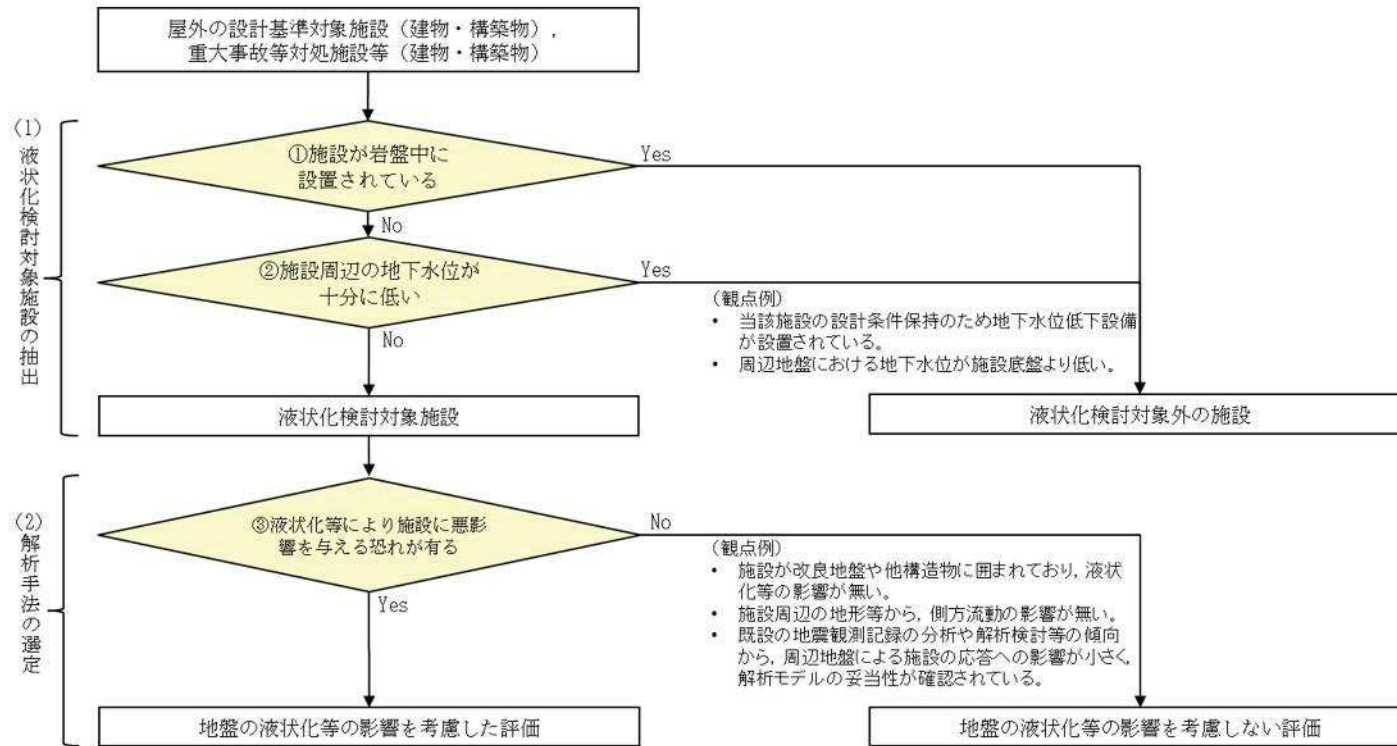 屋外の設計基準対象施設（建物・構築物），
重大事故等対処施設等（建物・構築物）
(1)
液状化検討対象施設の抽出
①施設が岩盤中に
設置されている
Yes
No
②施設周辺の地下水位が
十分に低い
Yes
No
（観点例）
• 当該施設の設計条件保持のため地下水位低下設備
が設置されている。
• 周辺地盤における地下水位が施設底盤より低い。
液状化検討対象施設
液状化検討対象外の施設
(2)
解析手法の選定
③液状化等により施設に悪影
響を与える恐れが有る
No
Yes
（観点例）
• 施設が改良地盤や他構造物に囲まれており，液状
化等の影響が無い。
• 施設周辺の地形等から，側方流動の影響が無い。
• 既設の地震観測記録の分析や解析検討等の傾向
から，周辺地盤による施設の応答への影響が小さく，
解析モデルの妥当性が確認されている。
地盤の液状化等の影響を考慮した評価
地盤の液状化等の影響を考慮しない評価